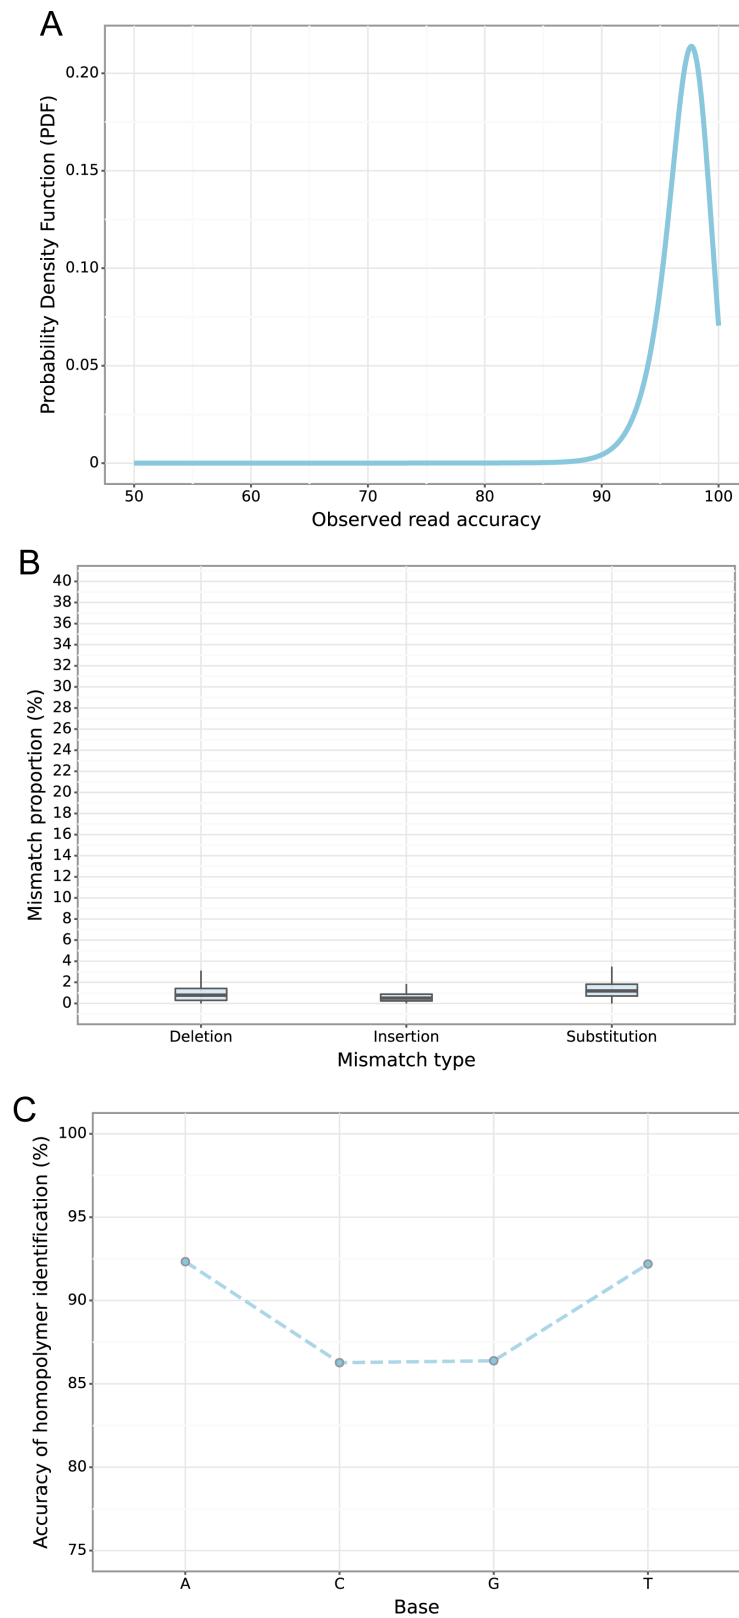 A
Probability Density Function (PDF)
0.20
0.15
0.10
0.05
0
50 60 70 80 90 100
Observed read accuracy
B
Mismatch proportion (%)
40
38
36
34
32
30
28
26
24
22
20
18
16
14
12
10
8
6
4
2
0
Deletion Insertion Substitution
Mismatch type
C
Accuracy of homopolymer identification (%)
100
95
90
85
80
75
A C G T
Base